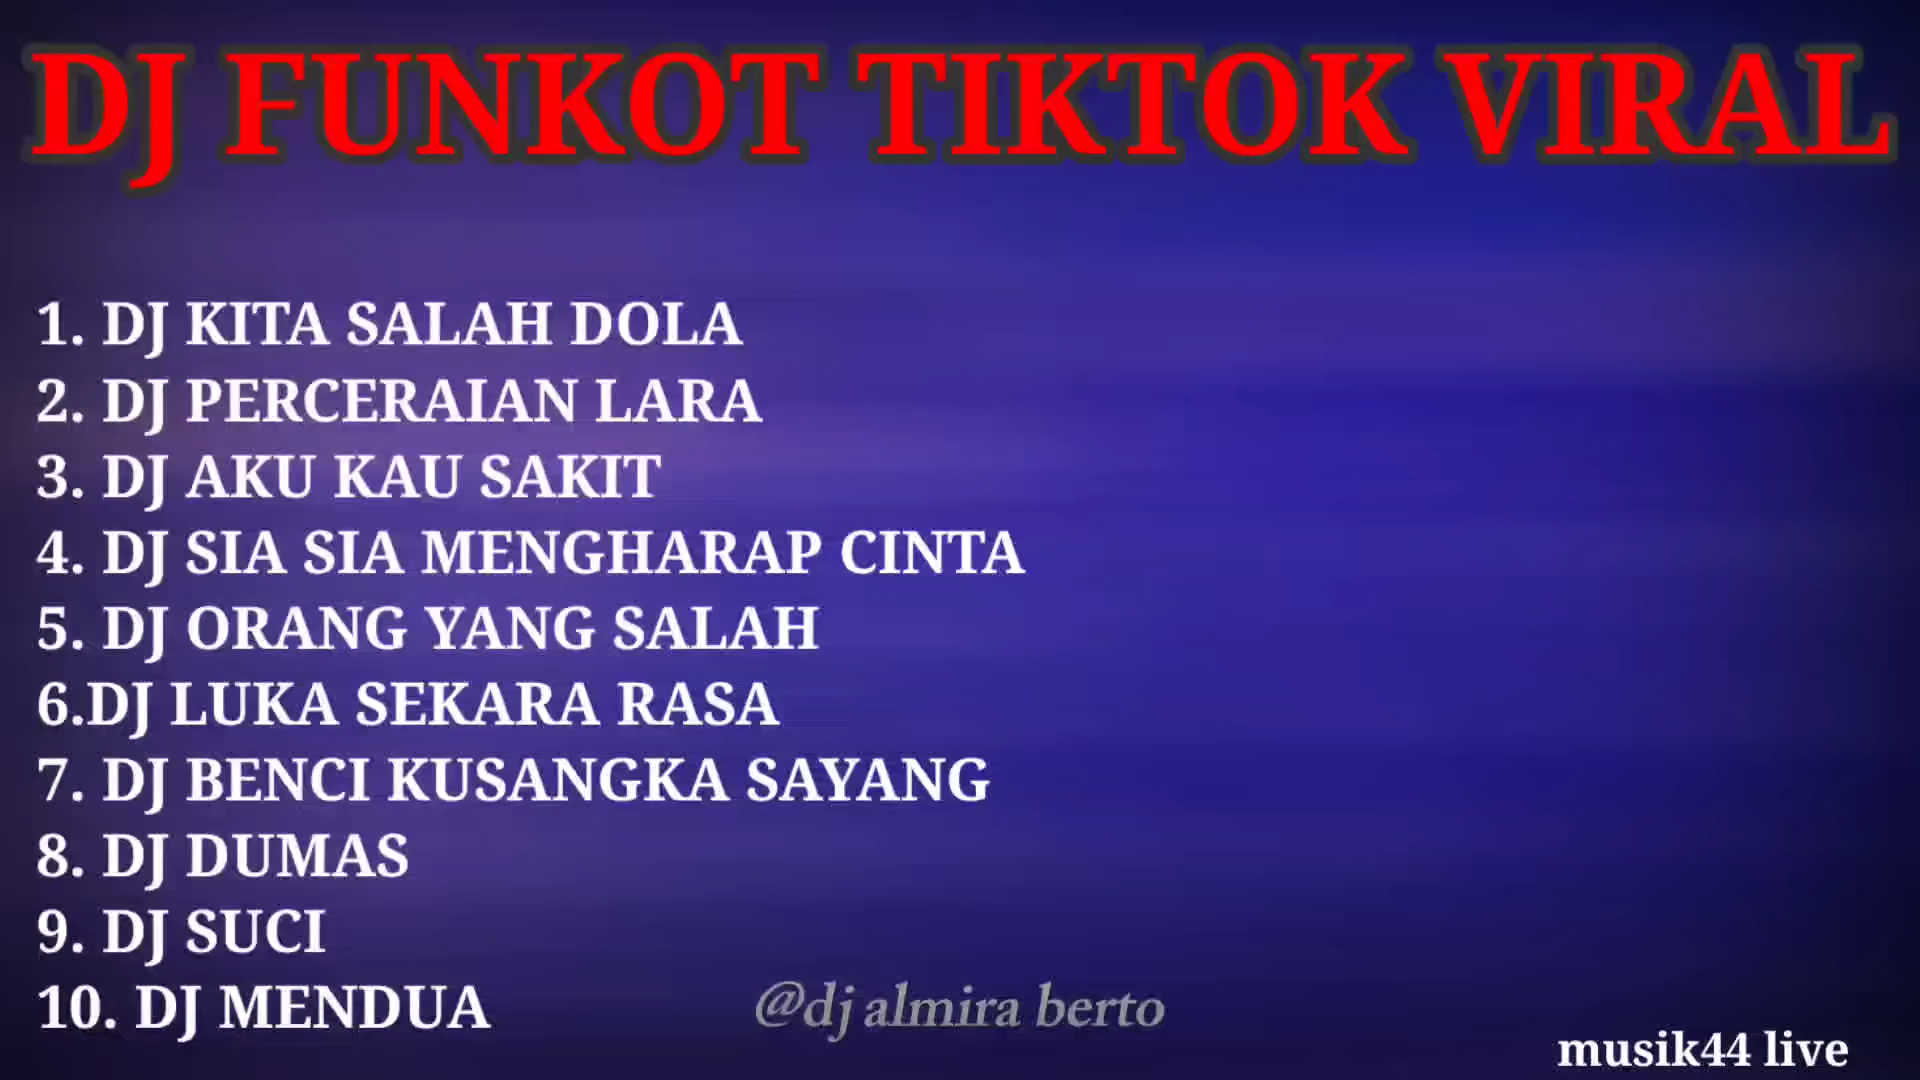 DJ FUNKOT TIKTOK VIRAL
1. DJ KITA SALAH DOLA
2. DJ PERCERAIAN LARA
3. DJ AKU KAU SAKIT
4. DJ SIA SIA MENGHARAP CINTA
5. DJ ORANG YANG SALAH
6.DJ LUKA SEKARA RASA
7. DJ BENCI KUSANGKA SAYANG
8. DJ DUMAS
9. DJ SUCI
10. DJ MENDUA
@dj almira berto
musik44 live